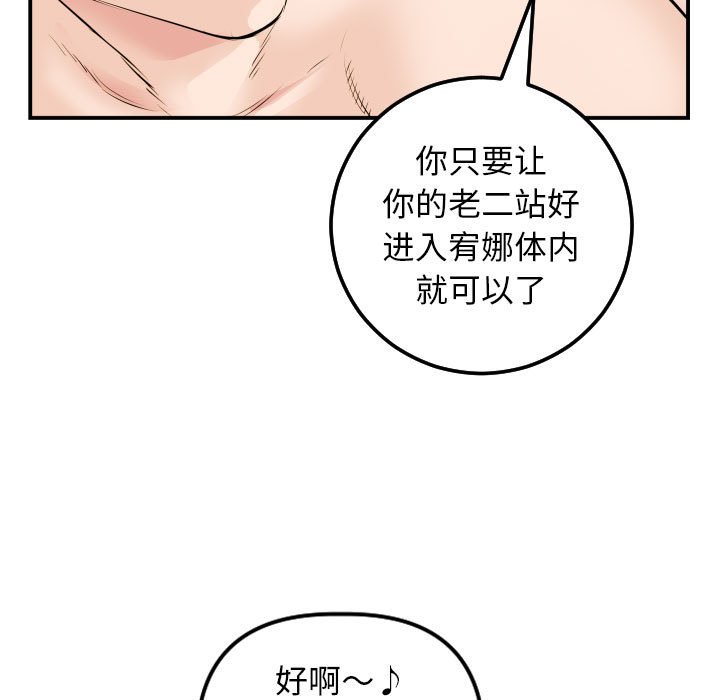 你只要让
你的老二站好
进入宥娜体内
就可以了
好啊～♪